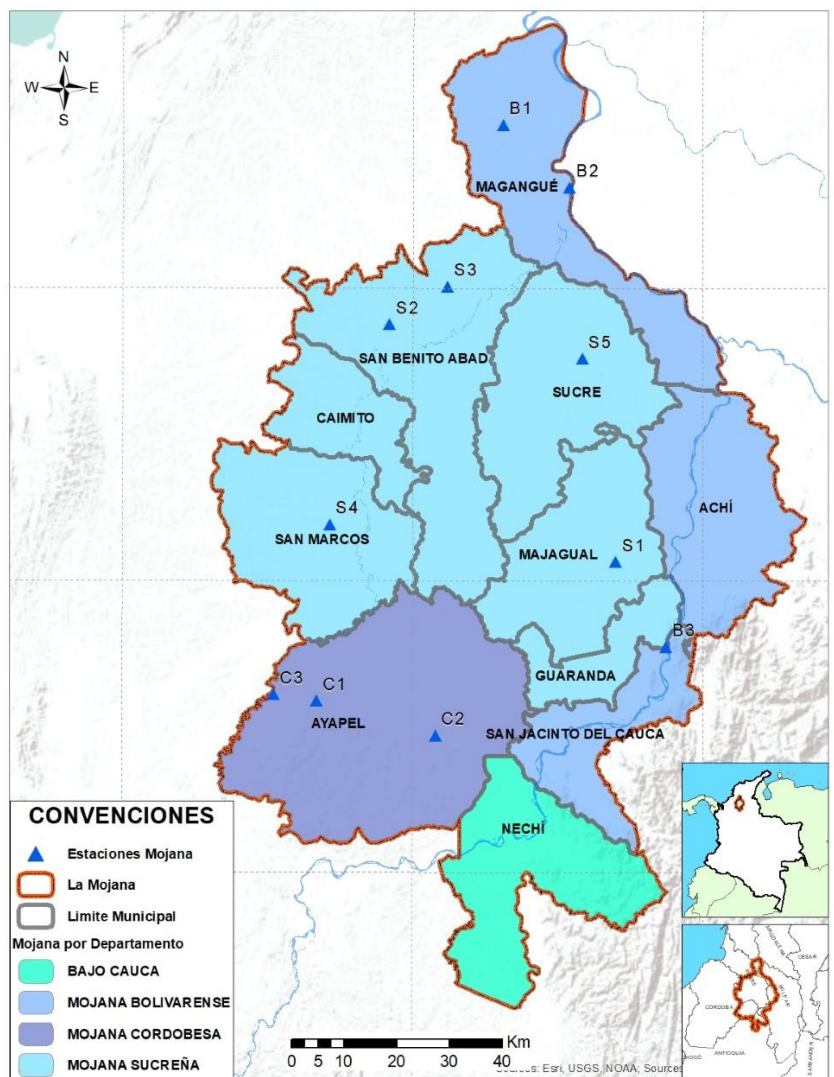 N
W E
S
B1
B2
MAGANGUÉ
S3
S2
SAN BENITO ABAD
S5
SUCRE
CAIMITO
ACHÍ
S4
SAN MARCOS
MAJAGUAL
S1
B3
GUARANDA
C3
C1
AYAPEL
C2
SAN JACINTO DEL CAUCA
NECHÍ
CONVENCIONES
Estaciones Mojana
La Mojana
Limite Municipal
Mojana por Departamento
BAJO CAUCA
MOJANA BOLIVARENSE
MOJANA CORDOBESA
MOJANA SUCREÑA
Km
0 5 10 20 30 40
Sources: Esri, USGS, NOAA; Sources
CESAR
CORDOBA
ANTIOQUIA